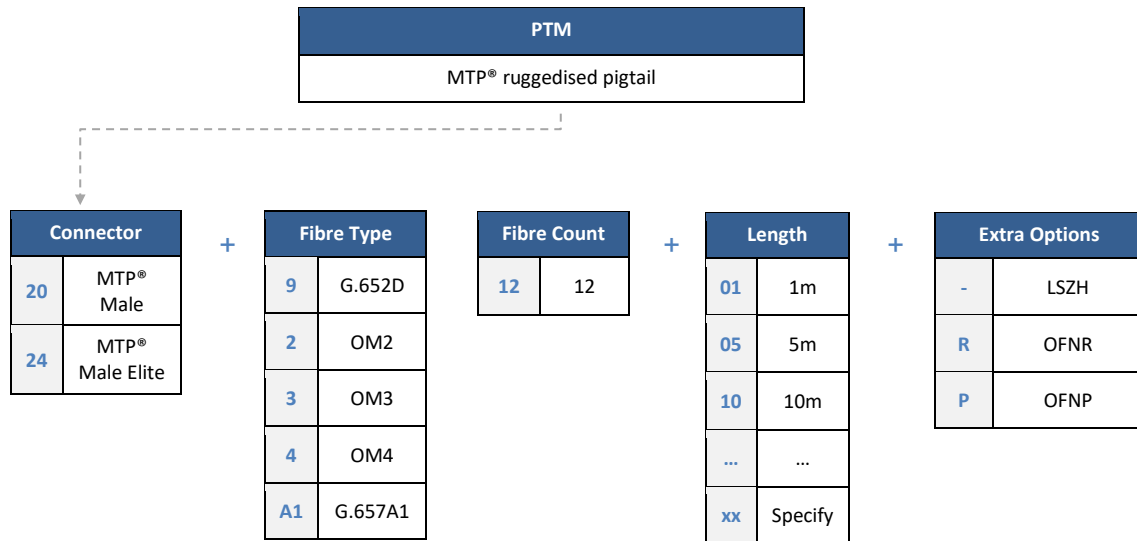 PTM
MTP® ruggedised pigtail
Connector
20 MTP®
Male
24 MTP®
Male Elite
+
Fibre Type
9 G.652D
2 OM2
3 OM3
4 OM4
A1 G.657A1
Fibre Count
12 12
+
Length
01 1m
05 5m
10 10m
... ...
xx Specify
+
Extra Options
- LSZH
R OFNR
P OFNP